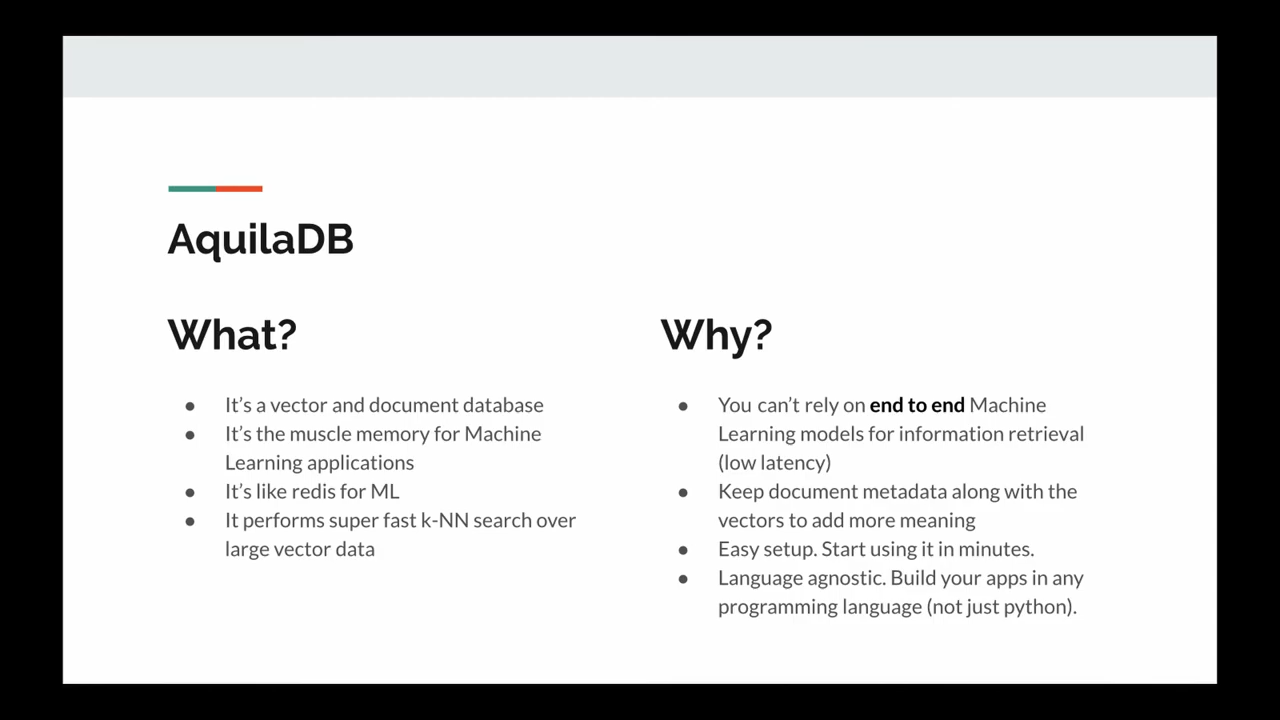 AquilaDB
What?
● It’s a vector and document database
● It’s the muscle memory for Machine
Learning applications
● It’s like redis for ML
● It performs super fast k-NN search over
large vector data
Why?
● You can’t rely on end to end Machine
Learning models for information retrieval
(low latency)
● Keep document metadata along with the
vectors to add more meaning
● Easy setup. Start using it in minutes.
● Language agnostic. Build your apps in any
programming language (not just python).